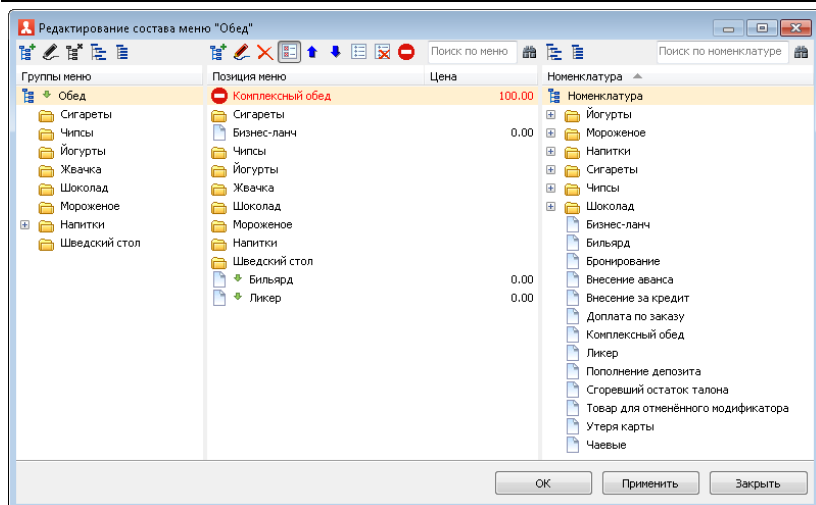 Редактирование состава меню "Обед"
Поиск по меню
Поиск по номенклатуре
Группы меню
Обед
Сигареты
Чипсы
Йогурты
Жвачка
Шоколад
Мороженое
Напитки
Шведский стол
Позиция меню Цена
Комплексный обед 100.00
Сигареты
Бизнес-ланч 0.00
Чипсы
Йогурты
Жвачка
Шоколад
Мороженое
Напитки
Шведский стол
Бильярд 0.00
Ликер 0.00
Номенклатура
Номенклатура
Йогурты
Мороженое
Напитки
Сигареты
Чипсы
Шоколад
Бизнес-ланч
Бильярд
Бронирование
Внесение аванса
Внесение за кредит
Доплата по заказу
Комплексный обед
Ликер
Пополнение депозита
Сгоревший остаток талона
Товар для отменённого модификатора
Утеря карты
Чаевые
ОК Применить Закрыть